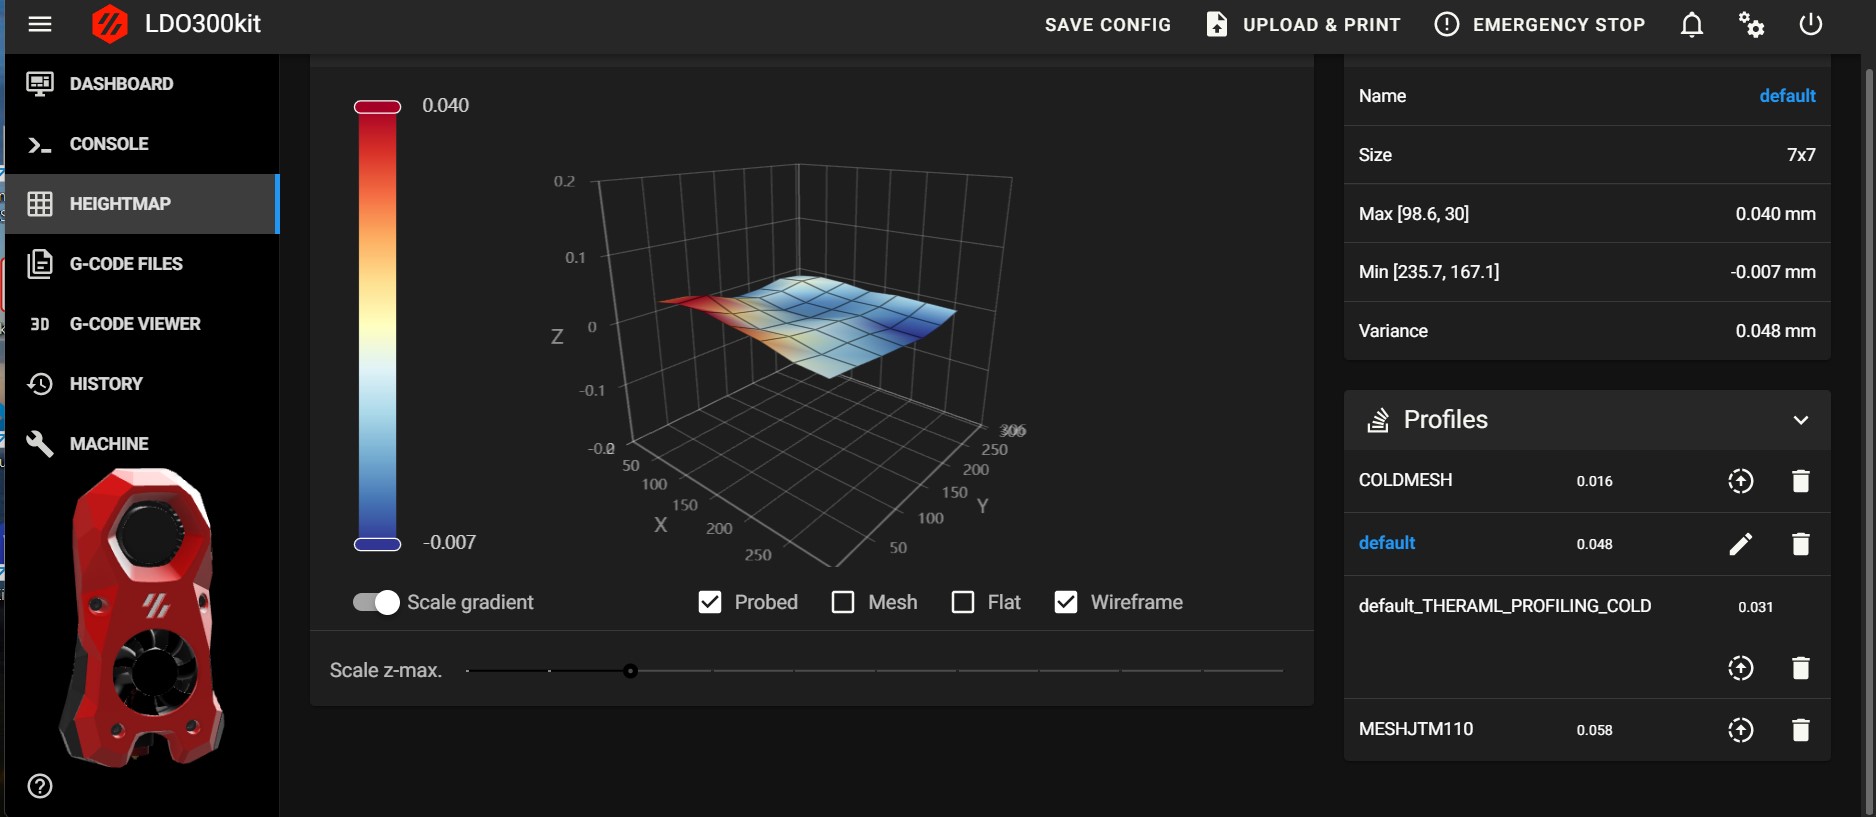 LDO300kit
SAVE CONFIG
UPLOAD & PRINT
EMERGENCY STOP
DASHBOARD
CONSOLE
HEIGHTMAP
G-CODE FILES
3D G-CODE VIEWER
HISTORY
MACHINE
0.040
-0.007
0.2
0.1
Z
0
-0.1
50
100
150
200
250
X
50
100
150
200
250
Y
Scale gradient
Probed
Mesh
Flat
Wireframe
Scale z-max.
Name default
Size 7x7
Max [98.6, 30] 0.040 mm
Min [235.7, 167.1] -0.007 mm
Variance 0.048 mm
Profiles
COLDMESH 0.016
default 0.048
default_THERAML_PROFILING_COLD 0.031
MESHJTM110 0.058